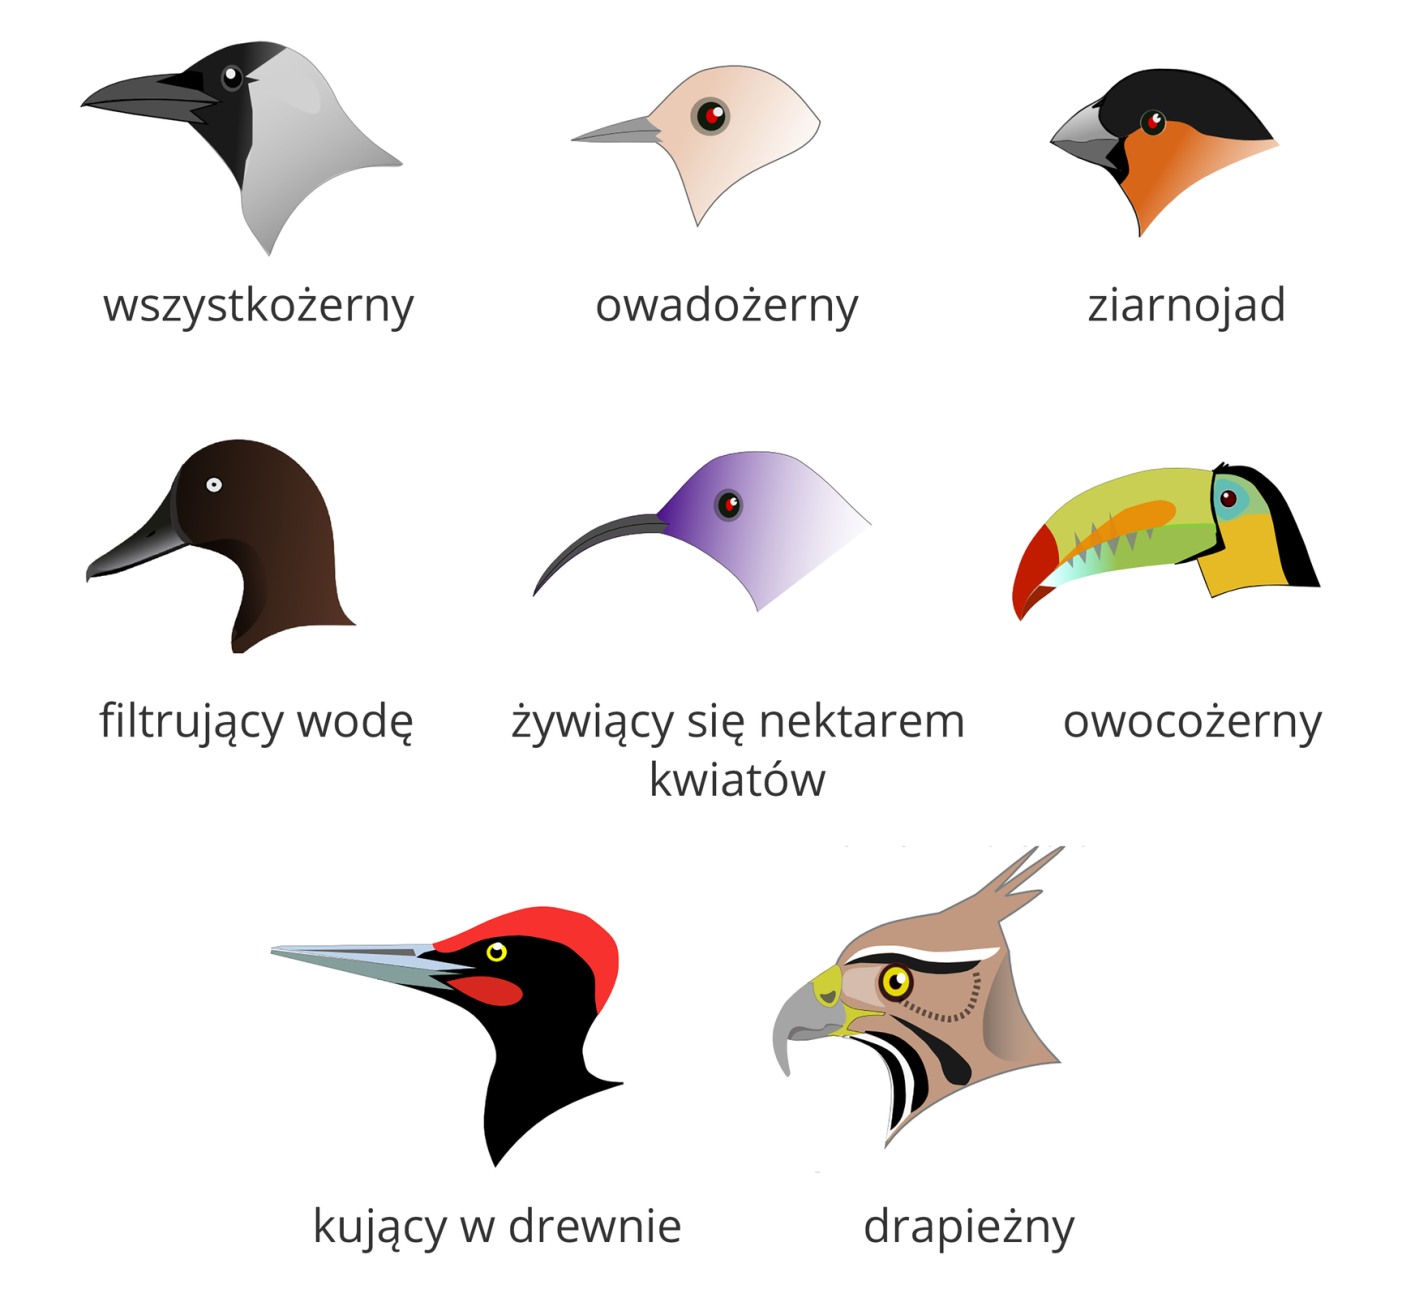 wszystkożerny
owadożerny
ziarnojad
filtrujący wodę
żywiący się nektarem
kwiatów
owocożerny
kujący w drewnie
drapieżny